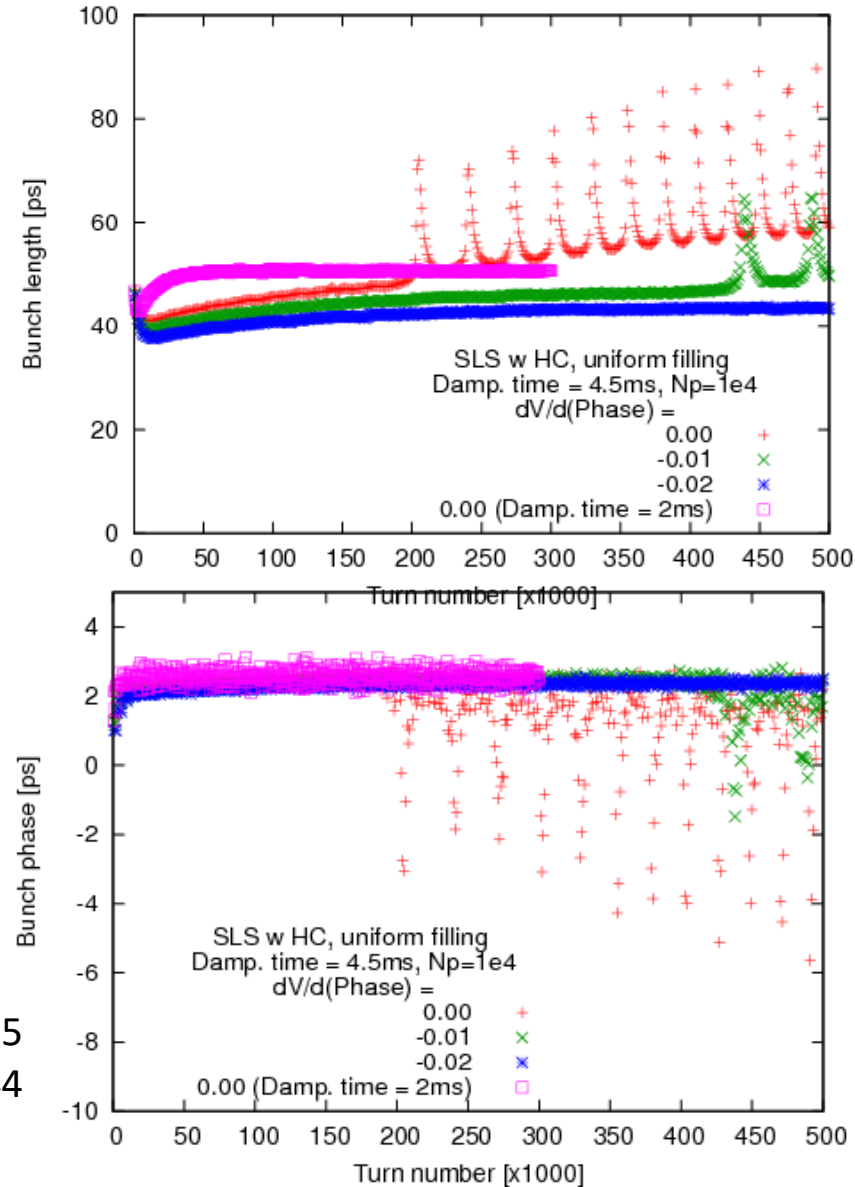 100
80
60
40
20
0
Bunch length [ps]
SLS w HC, uniform filling
Damp. time = 4.5ms, Np=1e4
dV/d(Phase) =
0.00
-0.01
-0.02
0.00 (Damp. time = 2ms)
0 50 100 150 200 250 300 350 400 450 500
Turn number [x1000]
4
2
0
-2
-4
-6
-8
-10
Bunch phase [ps]
SLS w HC, uniform filling
Damp. time = 4.5ms, Np=1e4
dV/d(Phase) =
0.00
-0.01
-0.02
0.00 (Damp. time = 2ms)
5
4
0 50 100 150 200 250 300 350 400 450 500
Turn number [x1000]